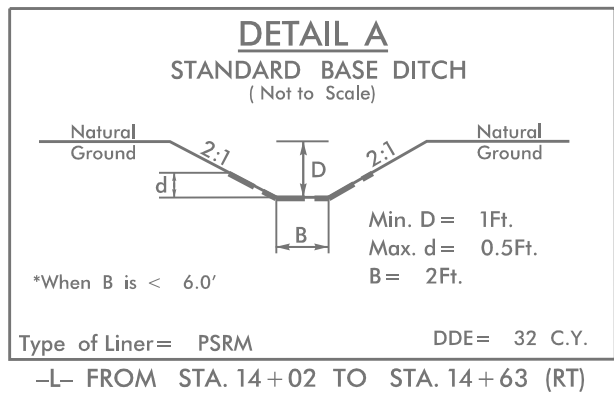 DETAIL A
STANDARD BASE DITCH
( Not to Scale)
Natural
Ground
2:1
D
2:1
Natural
Ground
d
B
Min. D = 1Ft.
Max. d = 0.5Ft.
B = 2Ft.
*When B is < 6.0'
Type of Liner = PSRM
DDE = 32 C.Y.
–L– FROM STA. 14+02 TO STA. 14+63 (RT)